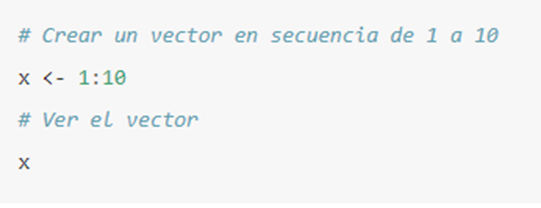 # Crear un vector en secuencia de 1 a 10
x <- 1:10
# Ver el vector
x